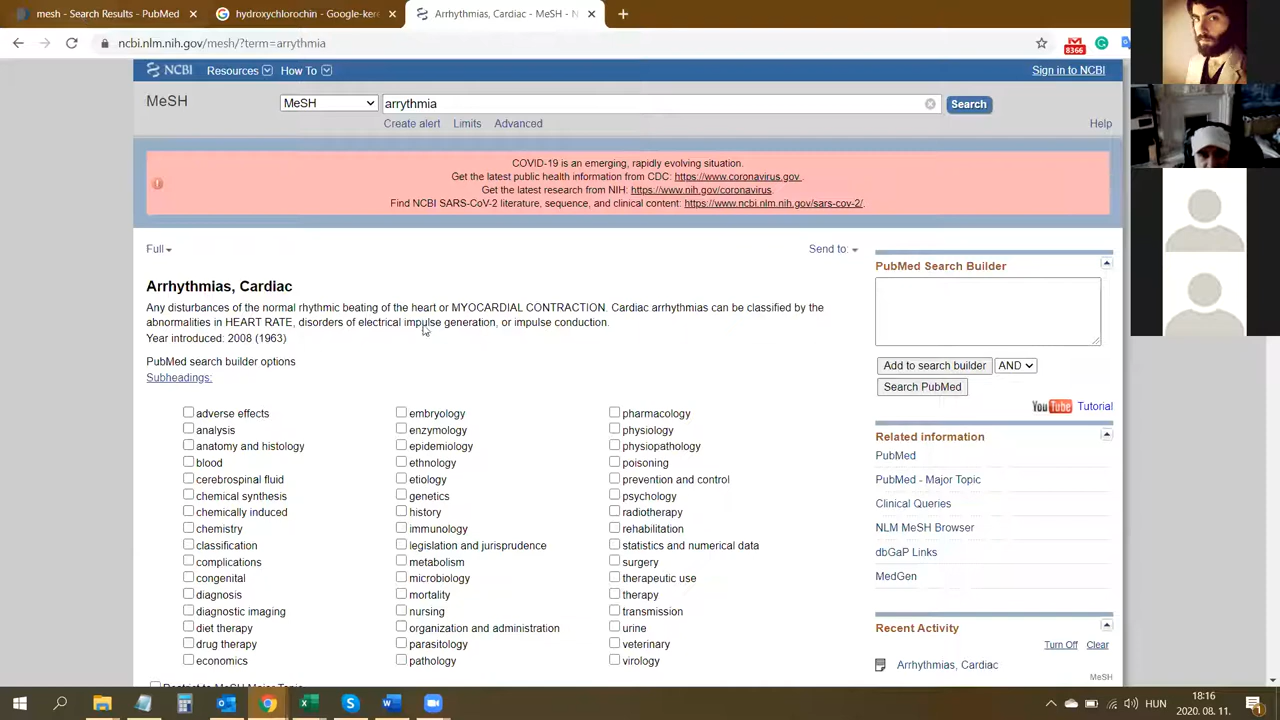 mesh - Search Results - PubMed
hydroxychlorochin - Google-ker
Arrhythmias, Cardiac - MeSH - N
ncbi.nlm.nih.gov/mesh/?term=arrythmia
8366
NCBI Resources How To
Sign in to NCBI
MeSH
MeSH
arrythmia
Search
Create alert Limits Advanced
Help
COVID-19 is an emerging, rapidly evolving situation.
Get the latest public health information from CDC: https://www.coronavirus.gov .
Get the latest research from NIH: https://www.nih.gov/coronavirus.
Find NCBI SARS-CoV-2 literature, sequence, and clinical content: https://www.ncbi.nlm.nih.gov/sars-cov-2/.
Full
Send to:
Arrhythmias, Cardiac
Any disturbances of the normal rhythmic beating of the heart or MYOCARDIAL CONTRACTION. Cardiac arrhythmias can be classified by the
abnormalities in HEART RATE, disorders of electrical impulse generation, or impulse conduction.
Year introduced: 2008 (1963)
PubMed search builder options
Subheadings:
adverse effects
analysis
anatomy and histology
blood
cerebrospinal fluid
chemical synthesis
chemically induced
chemistry
classification
complications
congenital
diagnosis
diagnostic imaging
diet therapy
drug therapy
economics
embryology
enzymology
epidemiology
ethnology
etiology
genetics
history
immunology
legislation and jurisprudence
metabolism
microbiology
mortality
nursing
organization and administration
parasitology
pathology
pharmacology
physiology
physiopathology
poisoning
prevention and control
psychology
radiotherapy
rehabilitation
statistics and numerical data
surgery
therapeutic use
therapy
transmission
urine
veterinary
virology
Restrict to MeSH Major Topic
PubMed Search Builder
Add to search builder AND
Search PubMed
YouTube Tutorial
Related information
PubMed
PubMed - Major Topic
Clinical Queries
NLM MeSH Browser
dbGaP Links
MedGen
Recent Activity
Turn Off Clear
Arrhythmias, Cardiac
MeSH
HUN
18:16
2020. 08. 11.
1